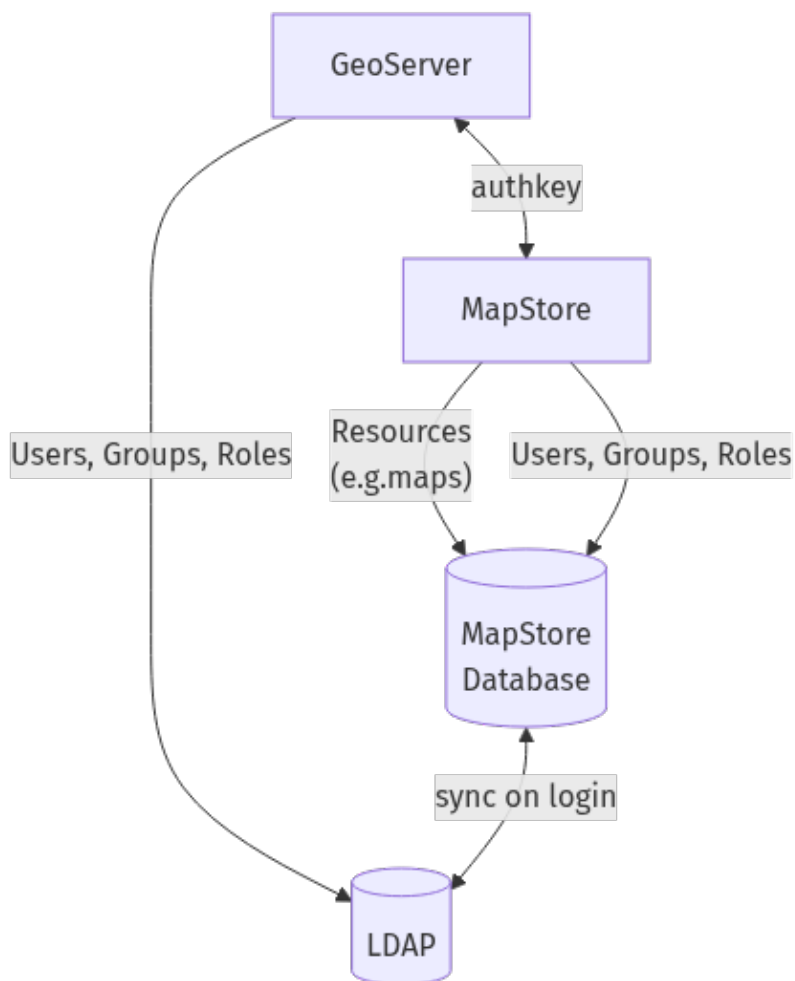 GeoServer
authkey
MapStore
Users, Groups, Roles
Resources
(e.g.maps)
Users, Groups, Roles
MapStore
Database
sync on login
LDAP